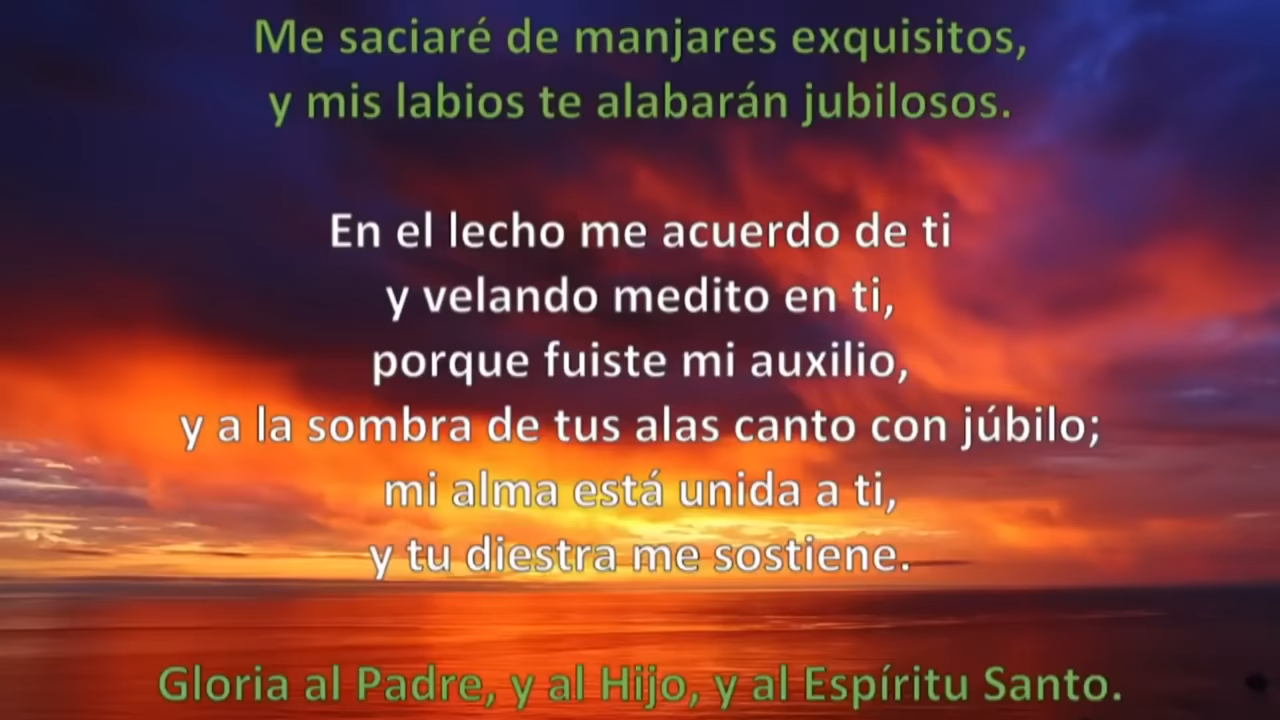 Me saciaré de manjares exquisitos,
y mis labios te alabarán jubilosos.
En el lecho me acuerdo de ti
y velando medito en ti,
porque fuiste mi auxilio,
y a la sombra de tus alas canto con júbilo;
mi alma está unida a ti,
y tu diestra me sostiene.
Gloria al Padre, y al Hijo, y al Espíritu Santo.